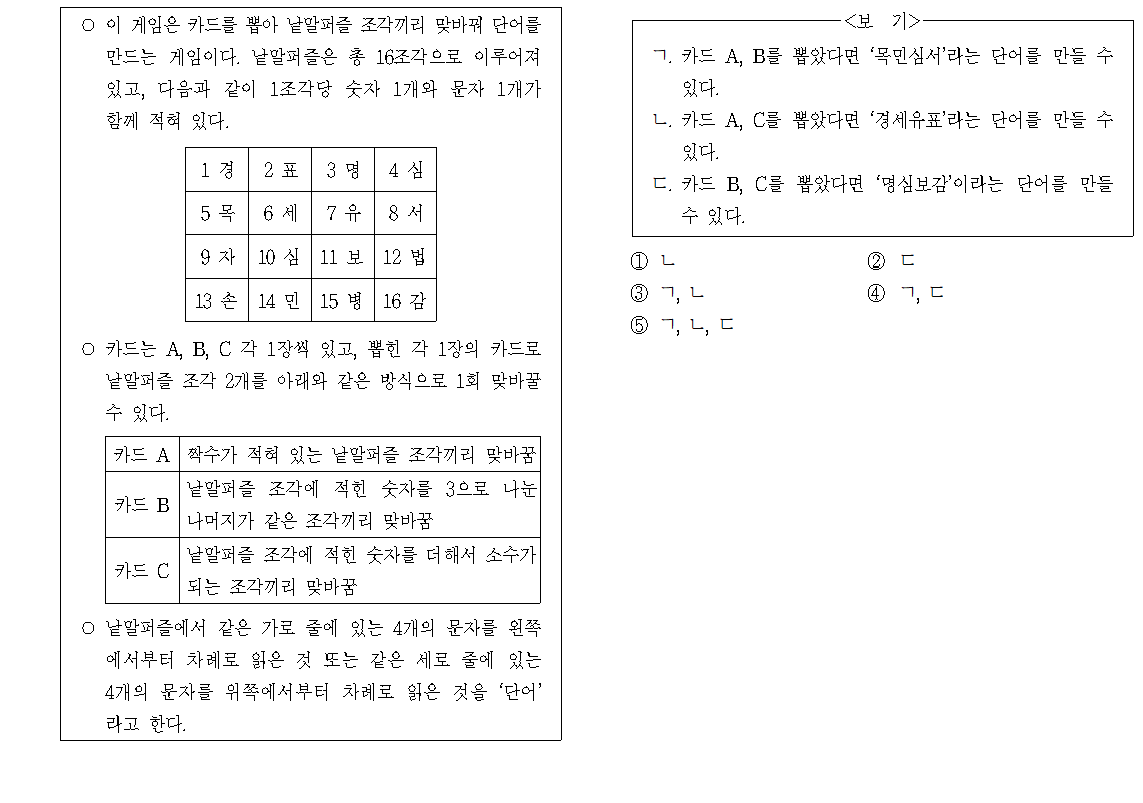 ○ 이 게임은 카드를 뽑아 낱말퍼즐 조각끼리 맞바꿔 단어를
만드는 게임이다. 낱말퍼즐은 총 16조각으로 이루어져
있고, 다음과 같이 1조각당 숫자 1개와 문자 1개가
함께 적혀 있다.
1 경 2 표 3 명 4 심
5 목 6 세 7 유 8 서
9 자 10 심 11 보 12 법
13 손 14 민 15 병 16 감
○ 카드는 A, B, C 각 1장씩 있고, 뽑힌 각 1장의 카드로
낱말퍼즐 조각 2개를 아래와 같은 방식으로 1회 맞바꿀
수 있다.
카드 A 짝수가 적혀 있는 낱말퍼즐 조각끼리 맞바꿈
카드 B 낱말퍼즐 조각에 적힌 숫자를 3으로 나눈
나머지가 같은 조각끼리 맞바꿈
카드 C 낱말퍼즐 조각에 적힌 숫자를 더해서 소수가
되는 조각끼리 맞바꿈
○ 낱말퍼즐에서 같은 가로 줄에 있는 4개의 문자를 왼쪽
에서부터 차례로 읽은 것 또는 같은 세로 줄에 있는
4개의 문자를 위쪽에서부터 차례로 읽은 것을 ‘단어’
라고 한다.
<보 기>
ㄱ. 카드 A, B를 뽑았다면 ‘목민심서’라는 단어를 만들 수
있다.
ㄴ. 카드 A, C를 뽑았다면 ‘경세유표’라는 단어를 만들 수
있다.
ㄷ. 카드 B, C를 뽑았다면 ‘명심보감’이라는 단어를 만들
수 있다.
① ㄴ ② ㄷ
③ ㄱ, ㄴ ④ ㄱ, ㄷ
⑤ ㄱ, ㄴ, ㄷ